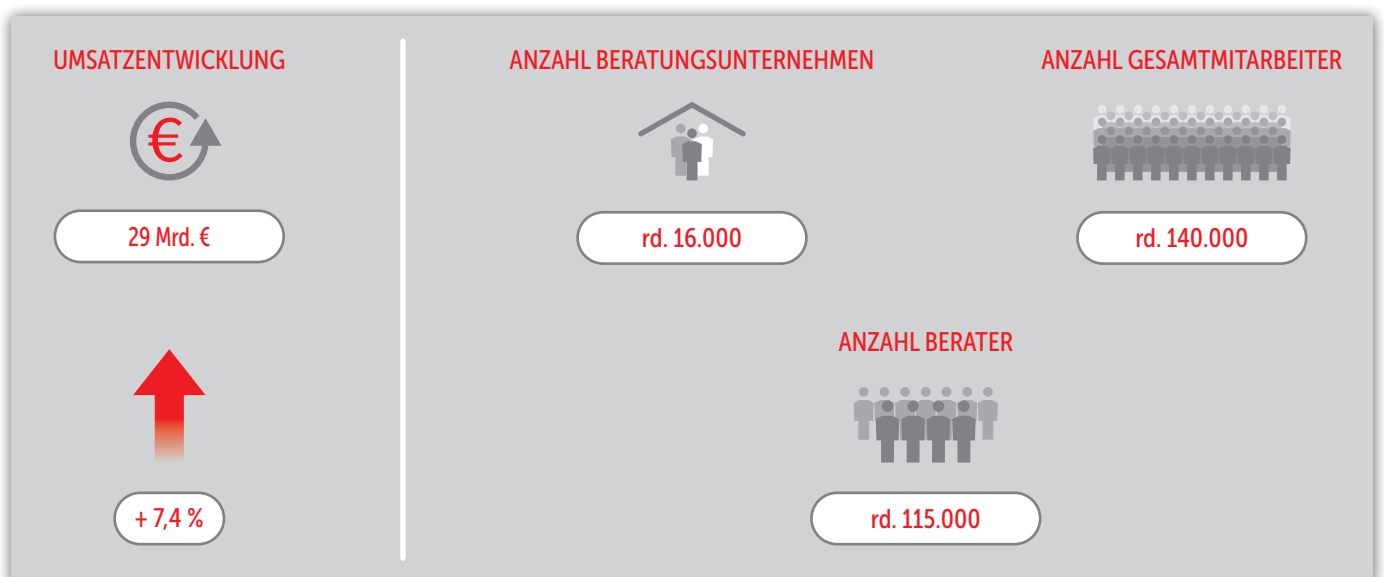 UMSATZENTWICKLUNG
€
29 Mrd. €
+ 7,4 %
ANZAHL BERATUNGSUNTERNEHMEN
rd. 16.000
ANZAHL GESAMTMITARBEITER
rd. 140.000
ANZAHL BERATER
rd. 115.000